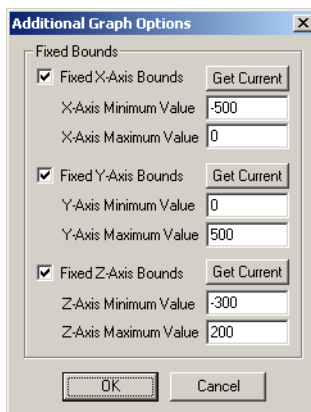 Additional Graph Options
Fixed Bounds
Fixed X-Axis Bounds Get Current
X-Axis Minimum Value -500
X-Axis Maximum Value 0
Fixed Y-Axis Bounds Get Current
Y-Axis Minimum Value 0
Y-Axis Maximum Value 500
Fixed Z-Axis Bounds Get Current
Z-Axis Minimum Value -300
Z-Axis Maximum Value 200
OK Cancel